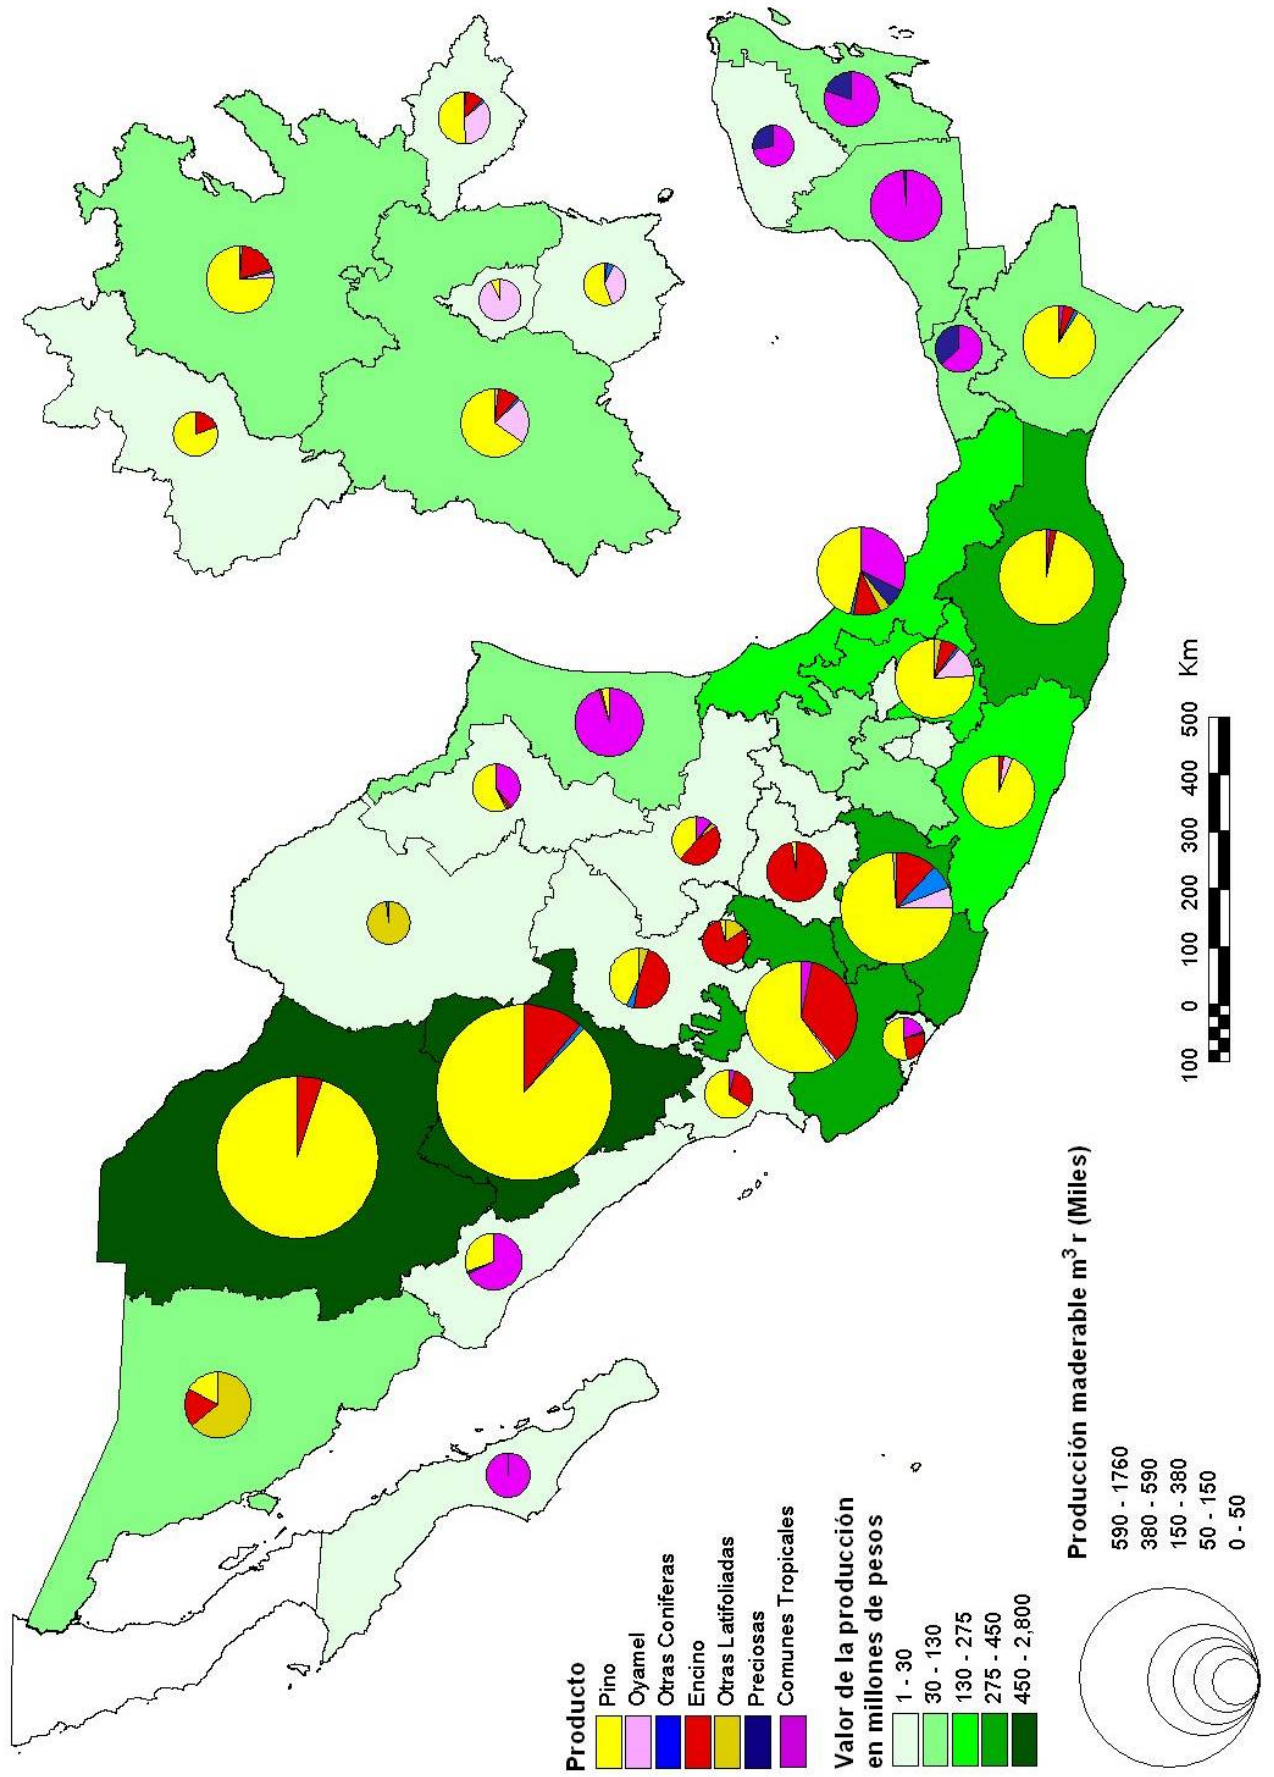 Producto
Pino
Oyamel
Otras Coniferas
Encino
Otras Latifoliadas
Preciosas
Comunes Tropicales
Valor de la producción
en millones de pesos
1 - 30
30 - 130
130 - 275
275 - 450
450 - 2,800
Producción maderable m³ r (Miles)
590 - 1760
380 - 590
150 - 380
50 - 150
0 - 50
100 0 100 200 300 400 500 Km